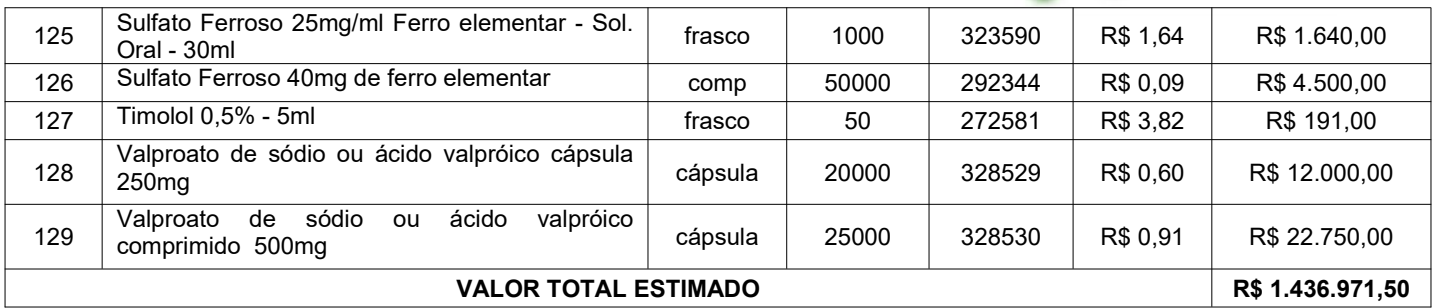 125 Sulfato Ferroso 25mg/ml Ferro elementar - Sol. Oral - 30ml frasco 1000 323590 R$ 1,64 R$ 1.640,00
126 Sulfato Ferroso 40mg de ferro elementar comp 50000 292344 R$ 0,09 R$ 4.500,00
127 Timolol 0,5% - 5ml frasco 50 272581 R$ 3,82 R$ 191,00
128 Valproato de sódio ou ácido valpróico cápsula 250mg cápsula 20000 328529 R$ 0,60 R$ 12.000,00
129 Valproato de sódio ou ácido valpróico comprimido 500mg cápsula 25000 328530 R$ 0,91 R$ 22.750,00
VALOR TOTAL ESTIMADO R$ 1.436.971,50